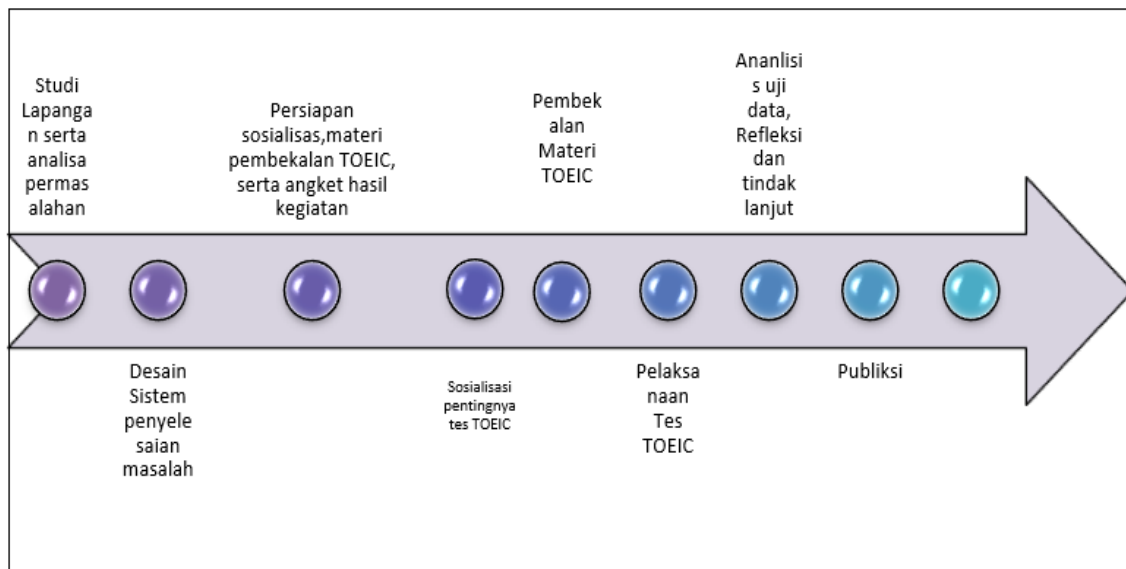 Studi
Lapanga
n serta
analisa
permas
alahan
Desain
Sistem
penyele
saian
masalah
Persiapan
sosialisas,materi
pembekalan TOEIC,
serta angket hasil
kegiatan
Sosialisasi
pentingnya
tes TOEIC
Pembek
alan
Materi
TOEIC
Pelaksa
naan
Tes
TOEIC
Ananlisi
s uji
data,
Refleksi
dan
tindak
lanjut
Publiksi